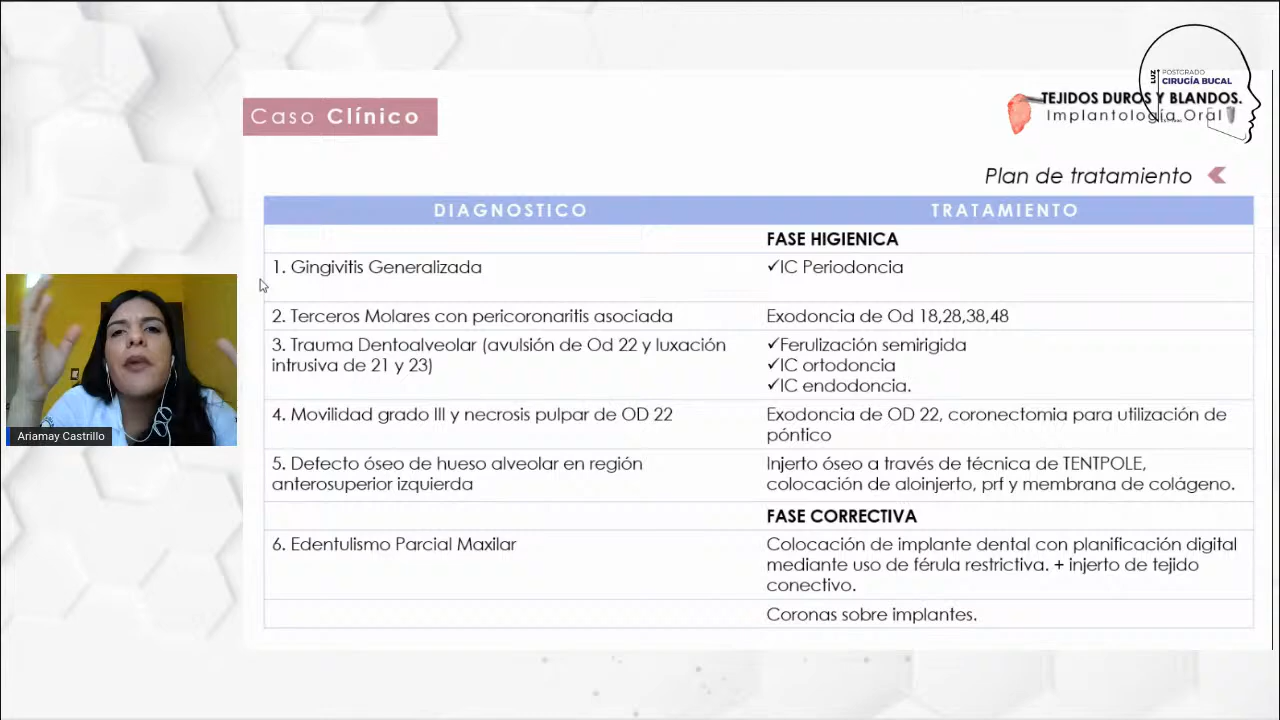 Caso Clínico
LUZ
POSTGRADO
CIRUGÍA BUCAL
TEJIDOS DUROS Y BLANDOS.
Implantología Oral
Plan de tratamiento
DIAGNOSTICO TRATAMIENTO
FASE HIGIENICA
1. Gingivitis Generalizada ✓IC Periodoncia
2. Terceros Molares con pericoronaritis asociada Exodoncia de Od 18,28,38,48
3. Trauma Dentoalveolar (avulsión de Od 22 y luxación
intrusiva de 21 y 23)
✓Ferulización semirigida
✓IC ortodoncia
✓IC endodoncia.
4. Movilidad grado III y necrosis pulpar de OD 22
Exodoncia de OD 22, coronectomia para utilización de
póntico
5. Defecto óseo de hueso alveolar en región
anterosuperior izquierda
Injerto óseo a través de técnica de TENTPOLE,
colocación de aloinjerto, prf y membrana de colágeno.
FASE CORRECTIVA
6. Edentulismo Parcial Maxilar
Colocación de implante dental con planificación digital
mediante uso de férula restrictiva. + injerto de tejido
conectivo.
Coronas sobre implantes.
Ariamay Castrillo